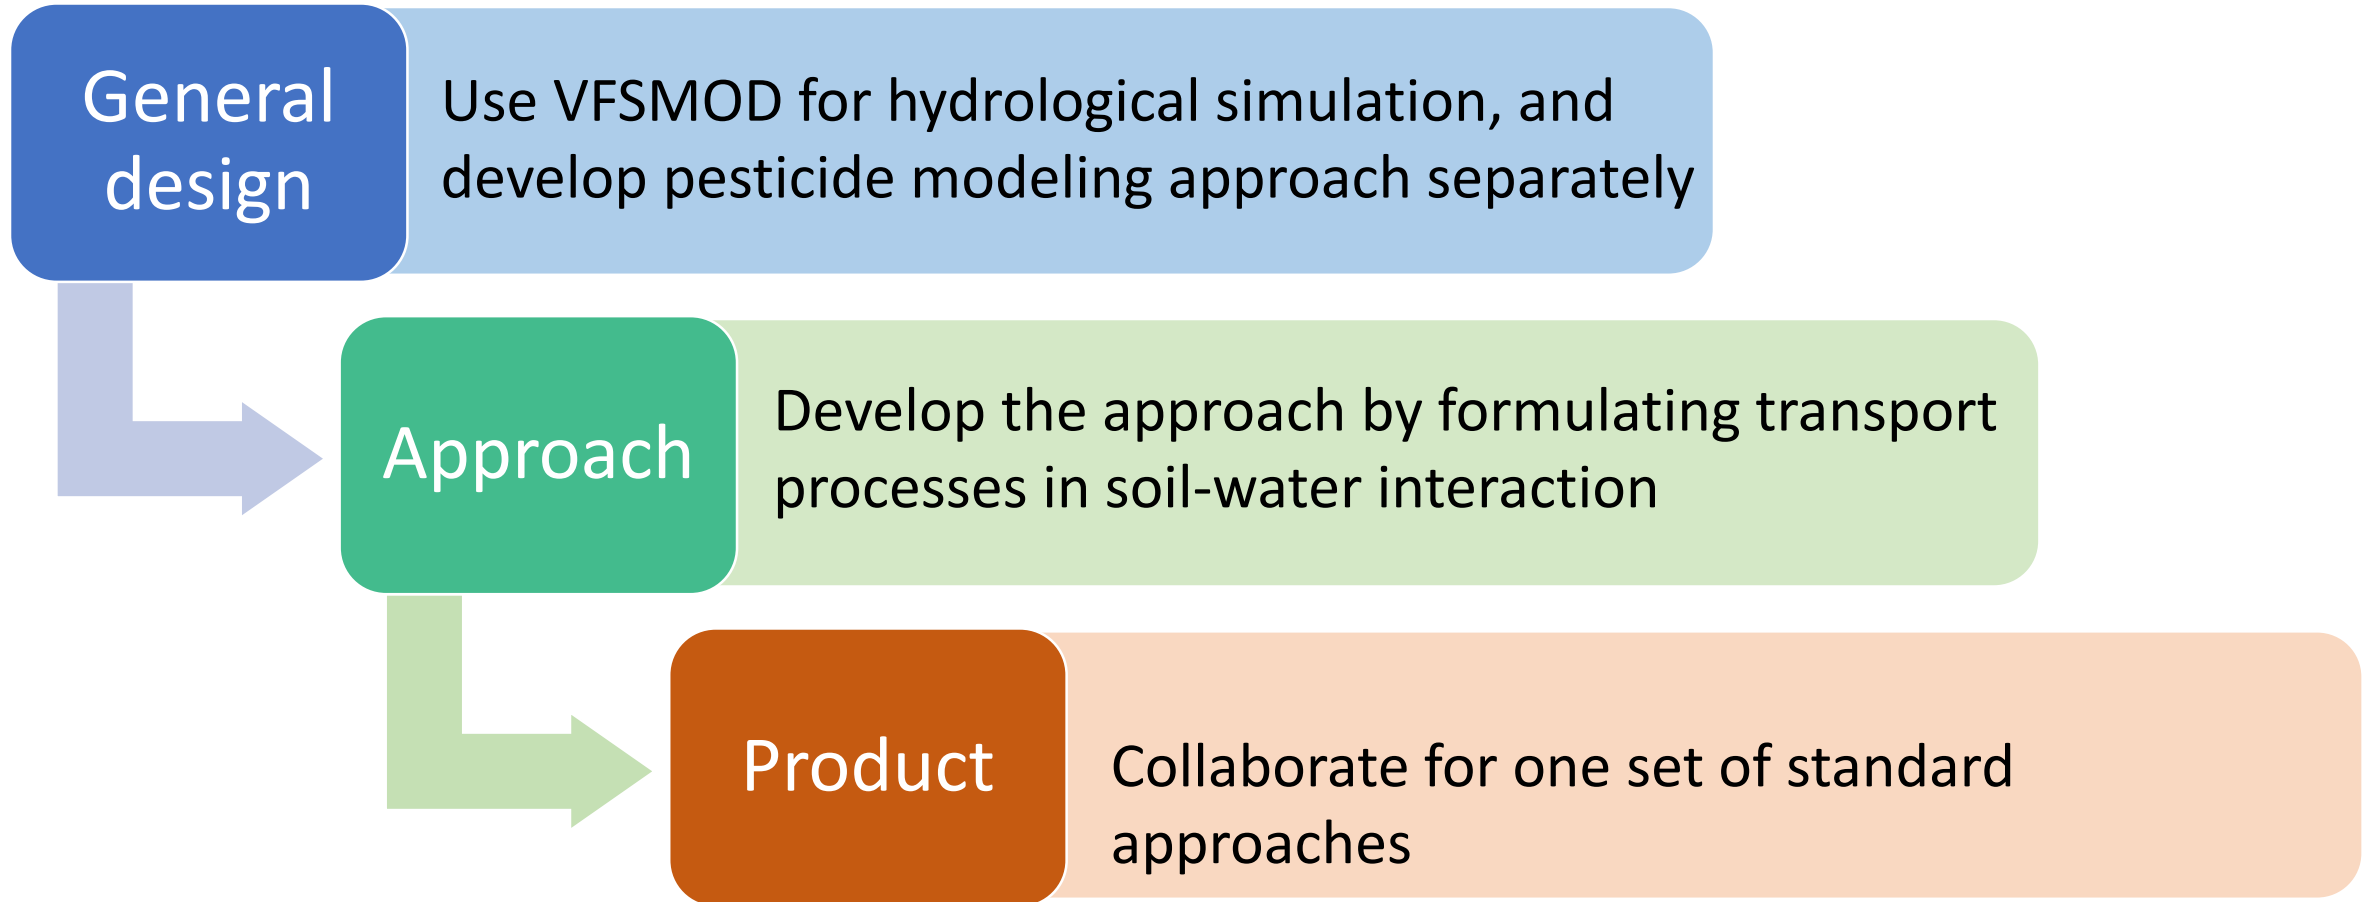 General
design
Use VFSMOD for hydrological simulation, and
develop pesticide modeling approach separately
Approach
Develop the approach by formulating transport
processes in soil-water interaction
Product
Collaborate for one set of standard
approaches